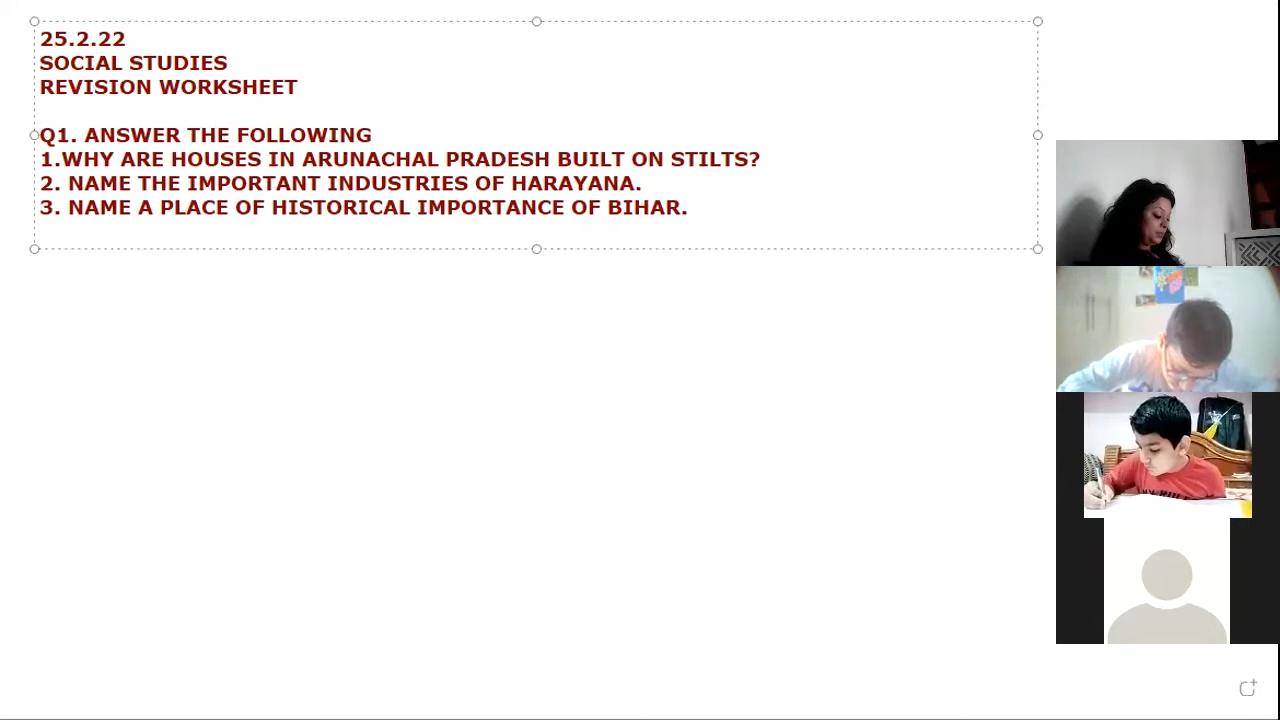 25.2.22
SOCIAL STUDIES
REVISION WORKSHEET
Q1. ANSWER THE FOLLOWING
1.WHY ARE HOUSES IN ARUNACHAL PRADESH BUILT ON STILTS?
2. NAME THE IMPORTANT INDUSTRIES OF HARAYANA.
3. NAME A PLACE OF HISTORICAL IMPORTANCE OF BIHAR.